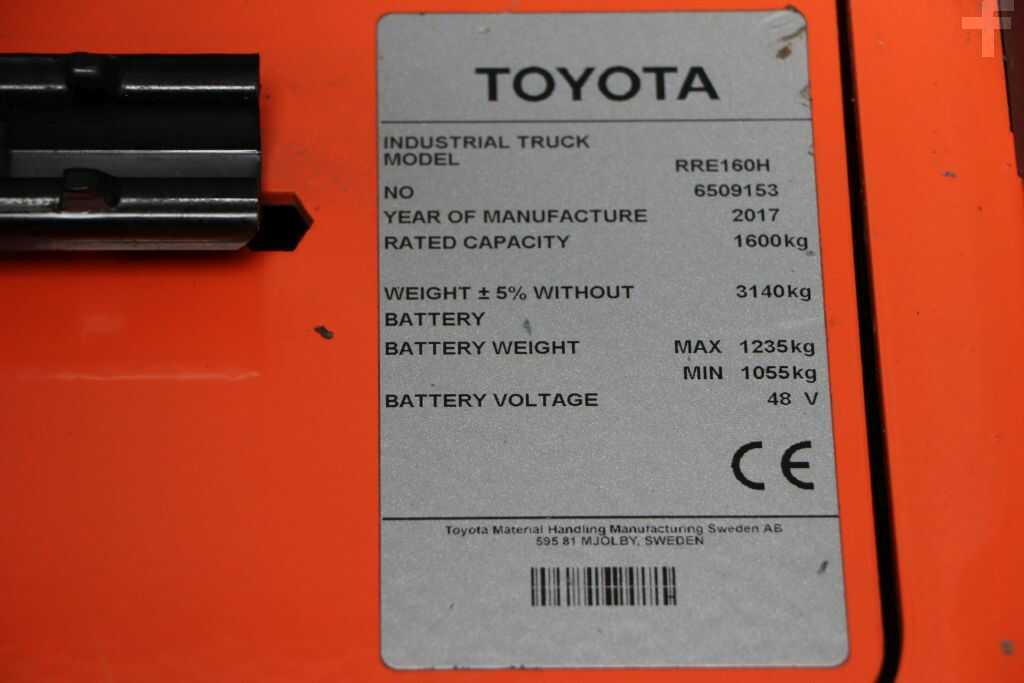 TOYOTA
INDUSTRIAL TRUCK
MODEL RRE160H
NO 6509153
YEAR OF MANUFACTURE 2017
RATED CAPACITY 1600kg
WEIGHT ± 5% WITHOUT 3140kg
BATTERY
BATTERY WEIGHT MAX 1235kg
MIN 1055kg
BATTERY VOLTAGE 48 V
CE
Toyota Material Handling Manufacturing Sweden AB
595 81 MJOLBY, SWEDEN
f